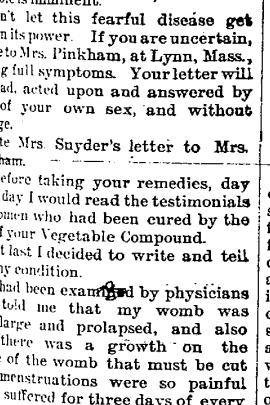 n't let this fearful disease get
n its power. If you are uncertain,
e to Mrs. Pinkham, at Lynn, Mass.,
g full symptoms. Your letter will
ad, acted upon and answered by
of your own sex, and without
ge.
te Mrs. Snyder's letter to Mrs.
ham.
efore taking your remedies, day
day I would read the testimonials
omen who had been cured by the
f your Vegetable Compound.
t last I decided to write and tell
ny condition.
had been examined by physicians
told me that my womb was
large and prolapsed, and also
there was a growth on the
of the womb that must be cut
menstruations were so painful
suffered for three days of every